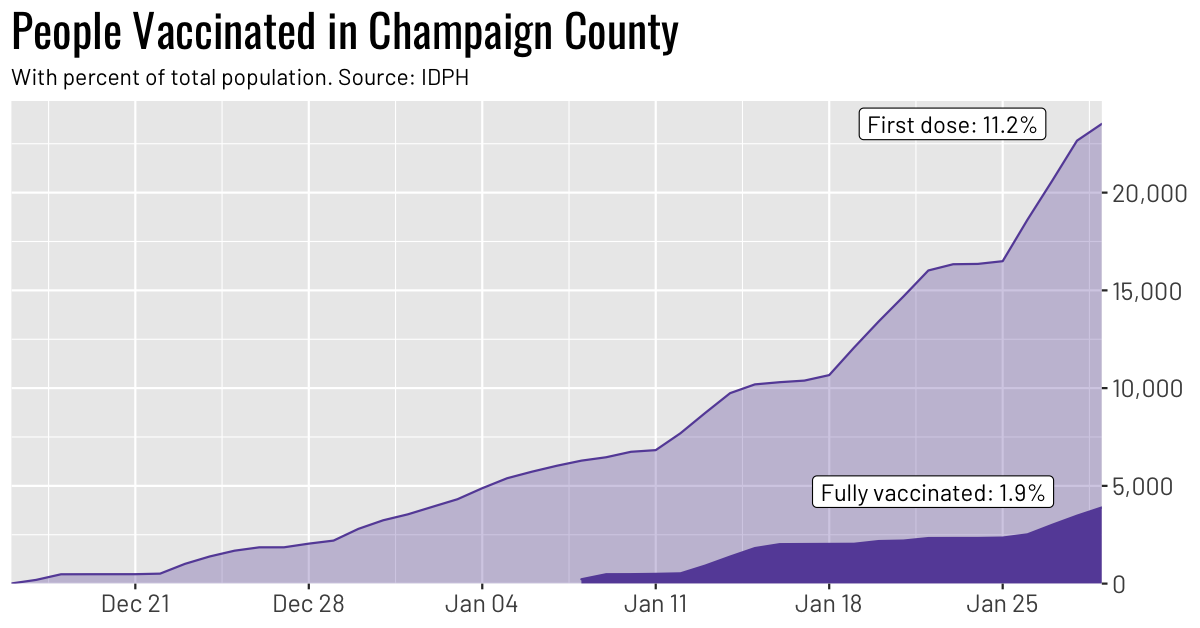 People Vaccinated in Champaign County
With percent of total population. Source: IDPH
First dose: 11.2%
20,000
15,000
10,000
Fully vaccinated: 1.9%
5,000
0
Dec 21 Dec 28 Jan 04 Jan 11 Jan 18 Jan 25